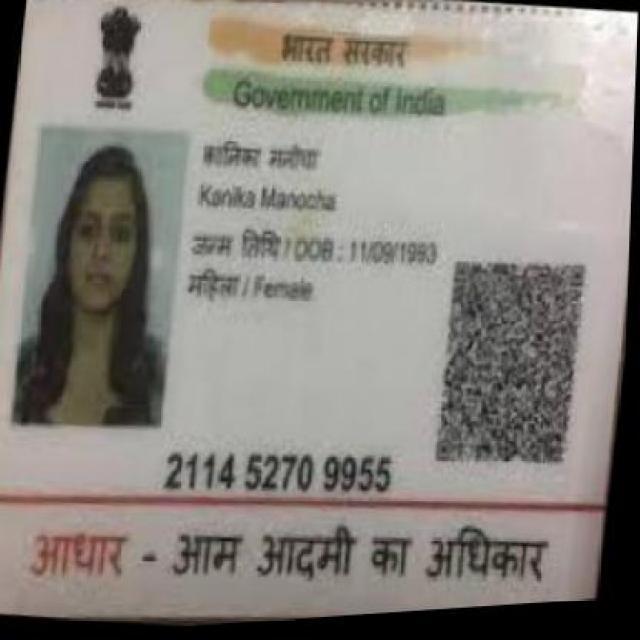 भारत सरकार
Government of India
कानिका मनोचा
Kanika Manocha
जन्म तिथि / DOB : 11/09/1993
महिला / Female
2114 5270 9955
आधार - आम आदमी का अधिकार